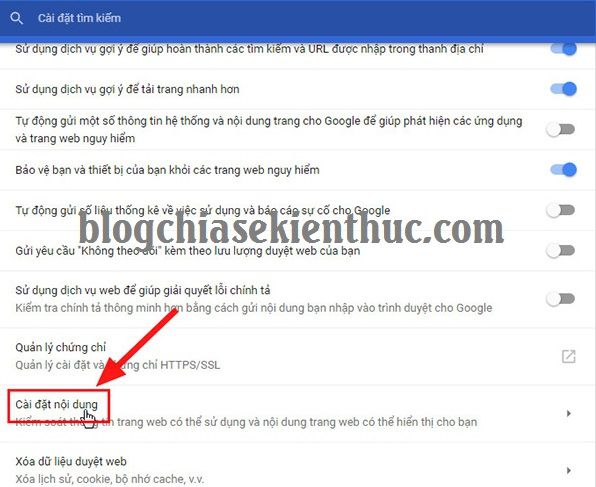 Cài đặt tìm kiếm
Sử dụng dịch vụ gợi ý để giúp hoàn thành các tìm kiếm và URL được nhập trong thanh địa chỉ
Sử dụng dịch vụ gợi ý để tải trang nhanh hơn
Tự động gửi một số thông tin hệ thống và nội dung trang cho Google để giúp phát hiện các ứng dụng
và trang web nguy hiểm
Bảo vệ bạn và thiết bị của bạn khỏi các trang web nguy hiểm
Tự động gửi số liệu thống kê về việc sử dụng và báo cáo sự cố cho Google
blogchiasekienthuc.com
Gửi yêu cầu "Không theo dõi" kèm theo lưu lượng duyệt web của bạn
Sử dụng dịch vụ web để giúp giải quyết lỗi chính tả
Kiểm tra chính tả thông minh hơn bằng cách gửi nội dung bạn nhập vào trình duyệt cho Google
Quản lý chứng chỉ
Quản lý cài đặt và chứng chỉ HTTPS/SSL
Cài đặt nội dung
Kiểm soát thông tin trang web có thể sử dụng và nội dung trang web có thể hiển thị cho bạn
Xóa dữ liệu duyệt web
Xóa lịch sử, cookie, bộ nhớ cache, v.v.